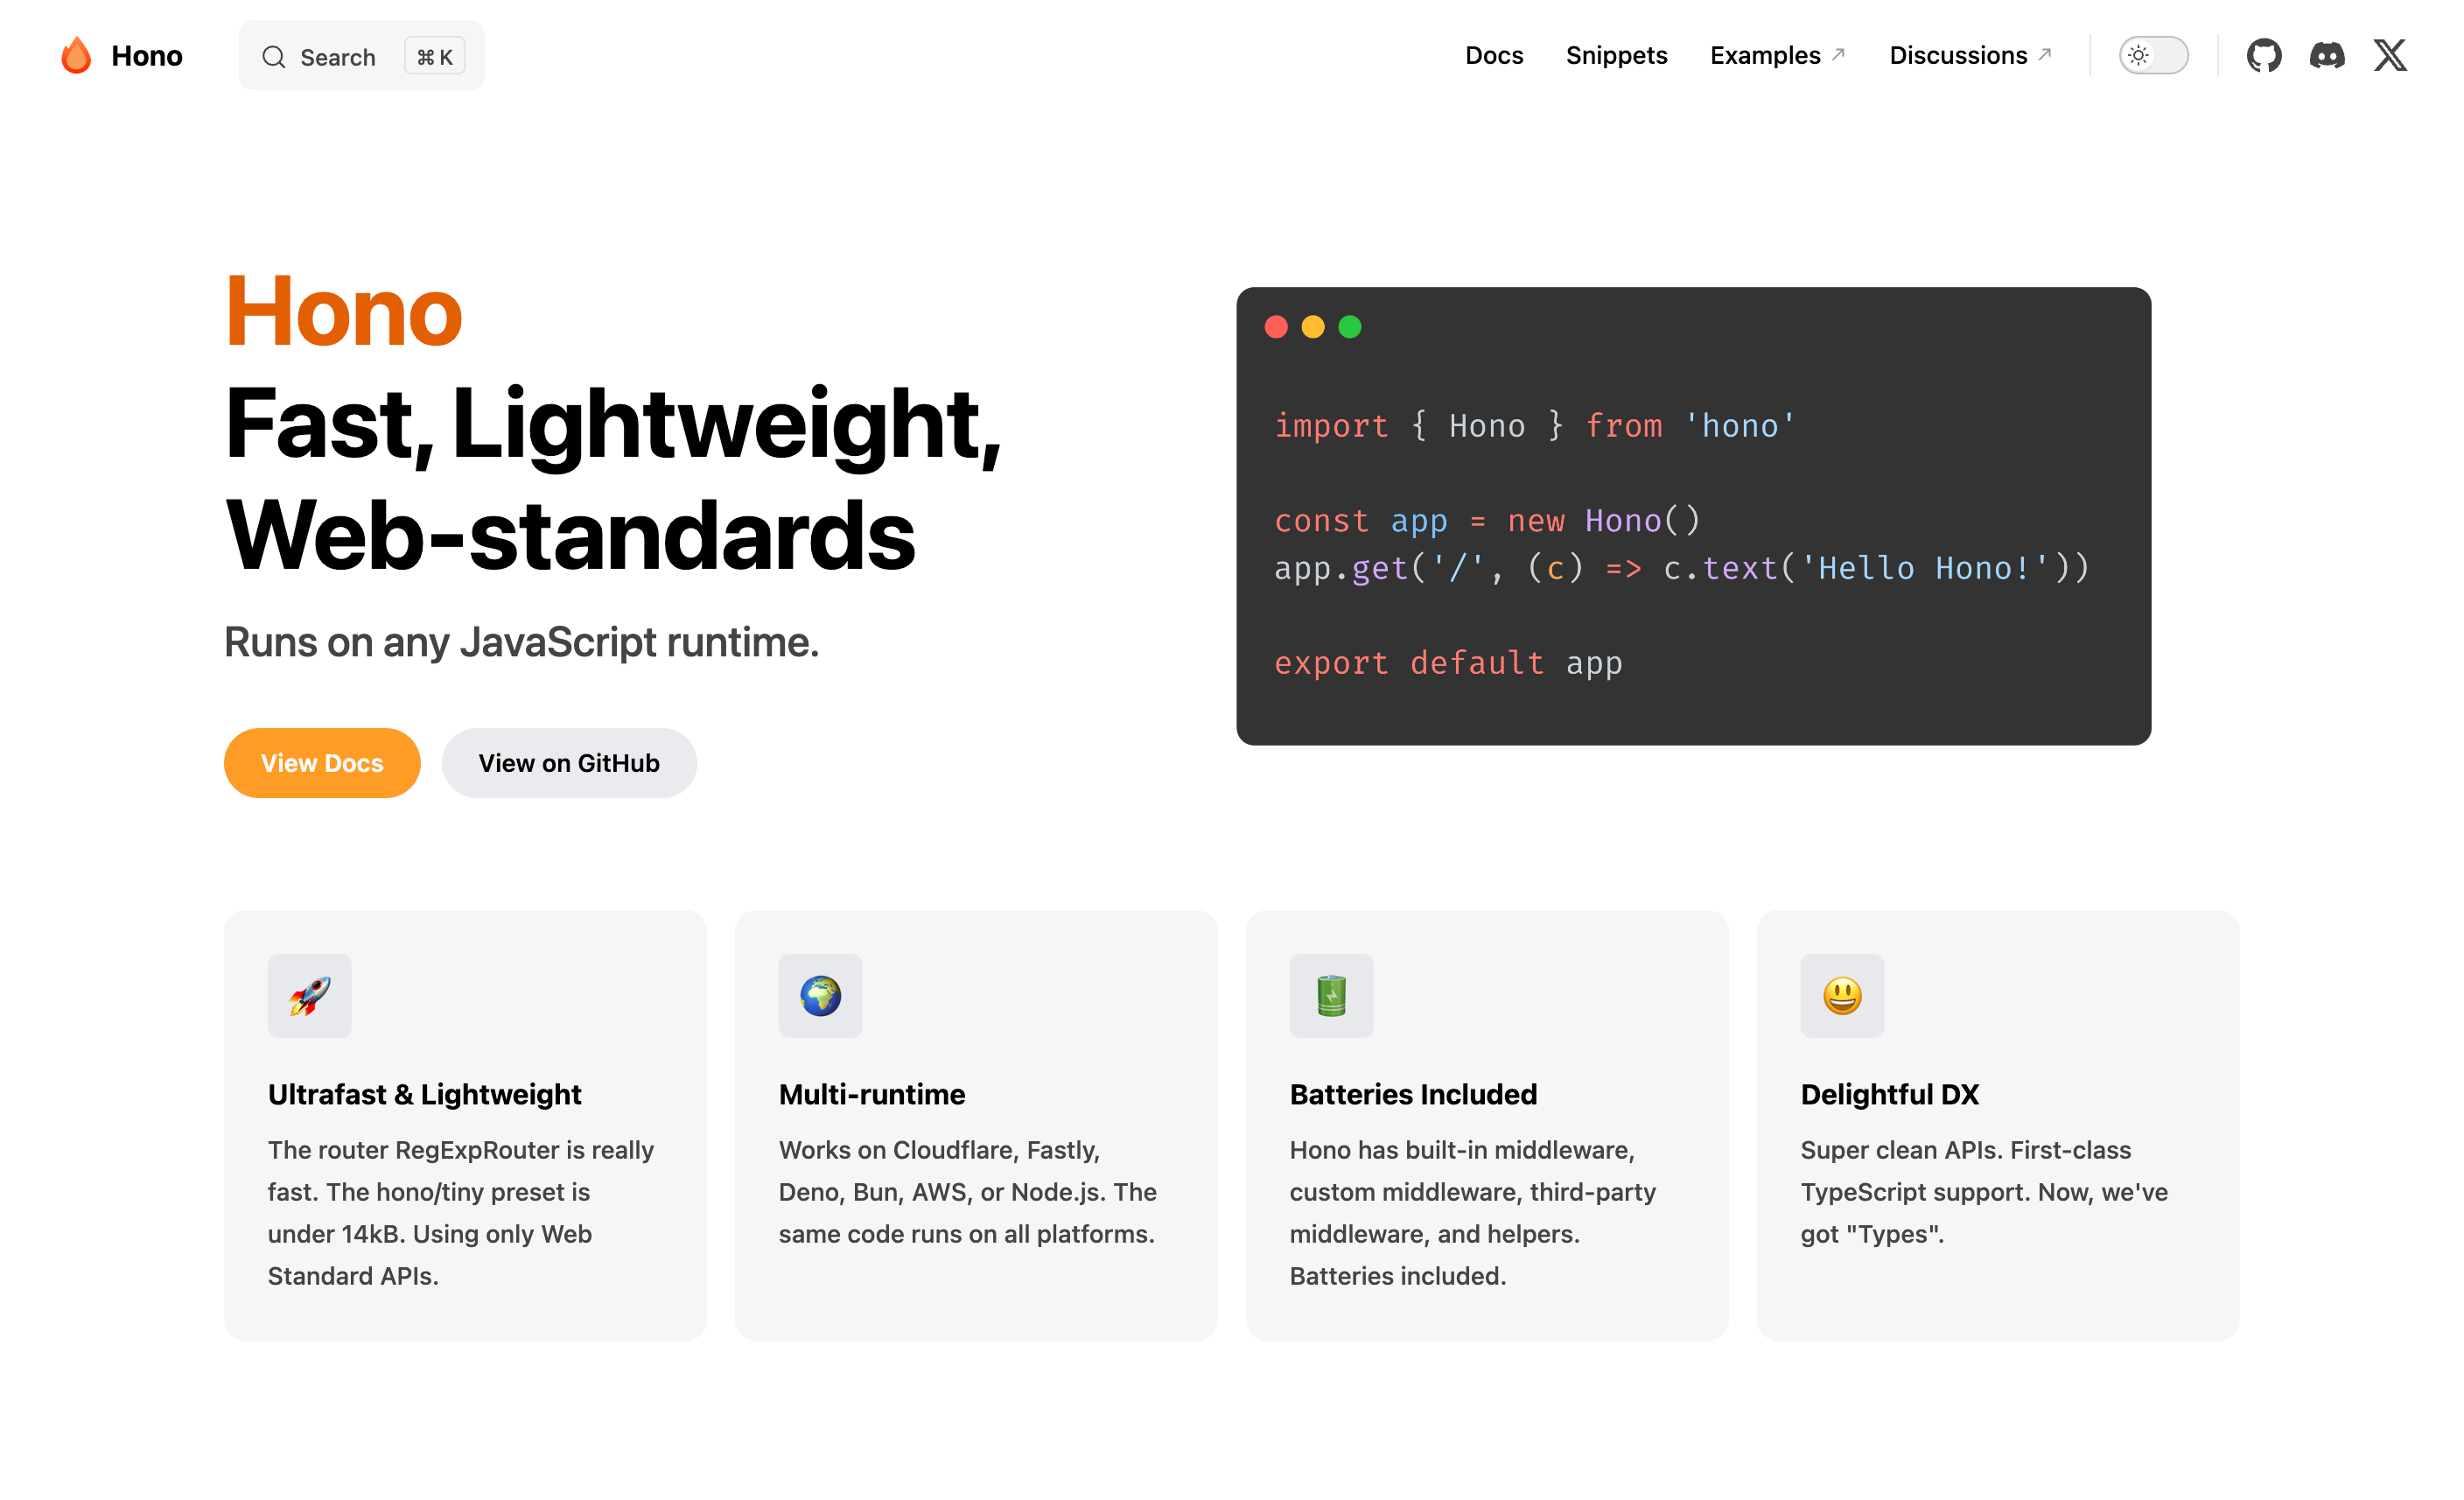 Hono
Search
⌘ K
Docs
Snippets
Examples
Discussions
Hono
Fast, Lightweight,
Web-standards
Runs on any JavaScript runtime.
View Docs
View on GitHub
import { Hono } from 'hono'
const app = new Hono()
app.get('/', (c) => c.text('Hello Hono!'))
export default app
Ultrafast & Lightweight
The router RegExpRouter is really
fast. The hono/tiny preset is
under 14kB. Using only Web
Standard APIs.
Multi-runtime
Works on Cloudflare, Fastly,
Deno, Bun, AWS, or Node.js. The
same code runs on all platforms.
Batteries Included
Hono has built-in middleware,
custom middleware, third-party
middleware, and helpers.
Batteries included.
Delightful DX
Super clean APIs. First-class
TypeScript support. Now, we've
got "Types".